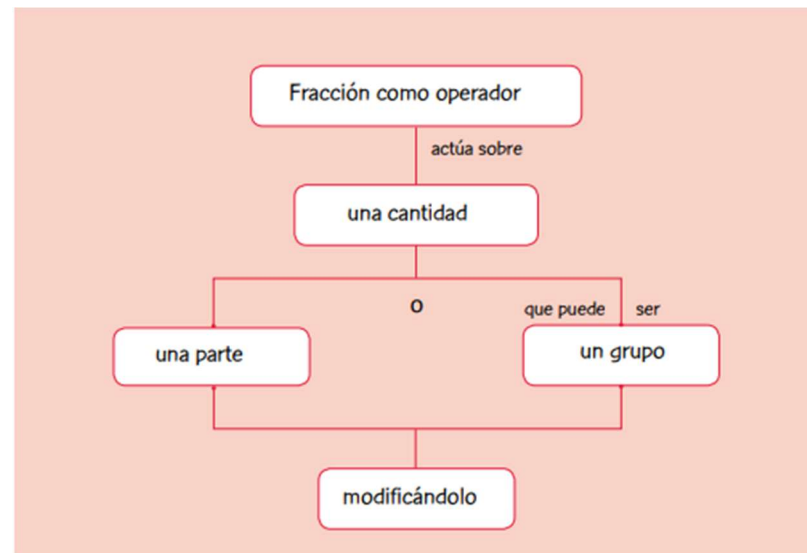 Fracción como operador
actúa sobre
una cantidad
o
que puede ser
una parte
un grupo
modificándolo